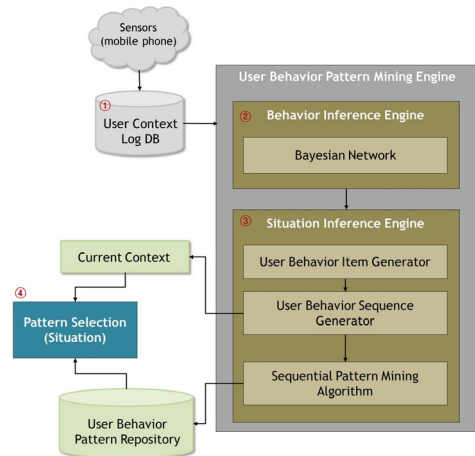 Sensors
(mobile phone)
①
User Context
Log DB
User Behavior Pattern Mining Engine
② Behavior Inference Engine
Bayesian Network
③ Situation Inference Engine
User Behavior Item Generator
User Behavior Sequence
Generator
Sequential Pattern Mining
Algorithm
Current Context
④
Pattern Selection
(Situation)
User Behavior
Pattern Repository